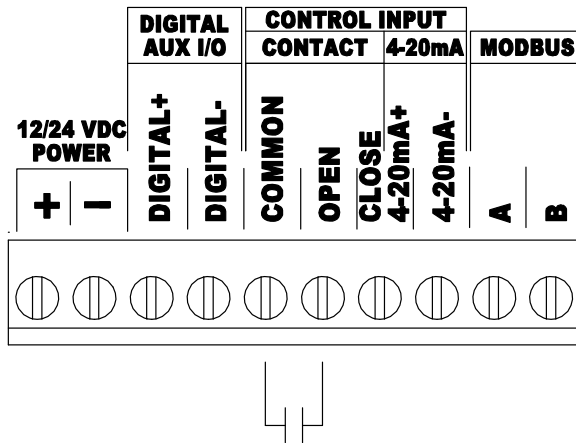 DIGITAL
AUX I/O
CONTROL INPUT
CONTACT
4-20mA
MODBUS
12/24 VDC
POWER
+
−
DIGITAL+
DIGITAL-
COMMON
OPEN
CLOSE
4-20mA+
4-20mA-
A
B